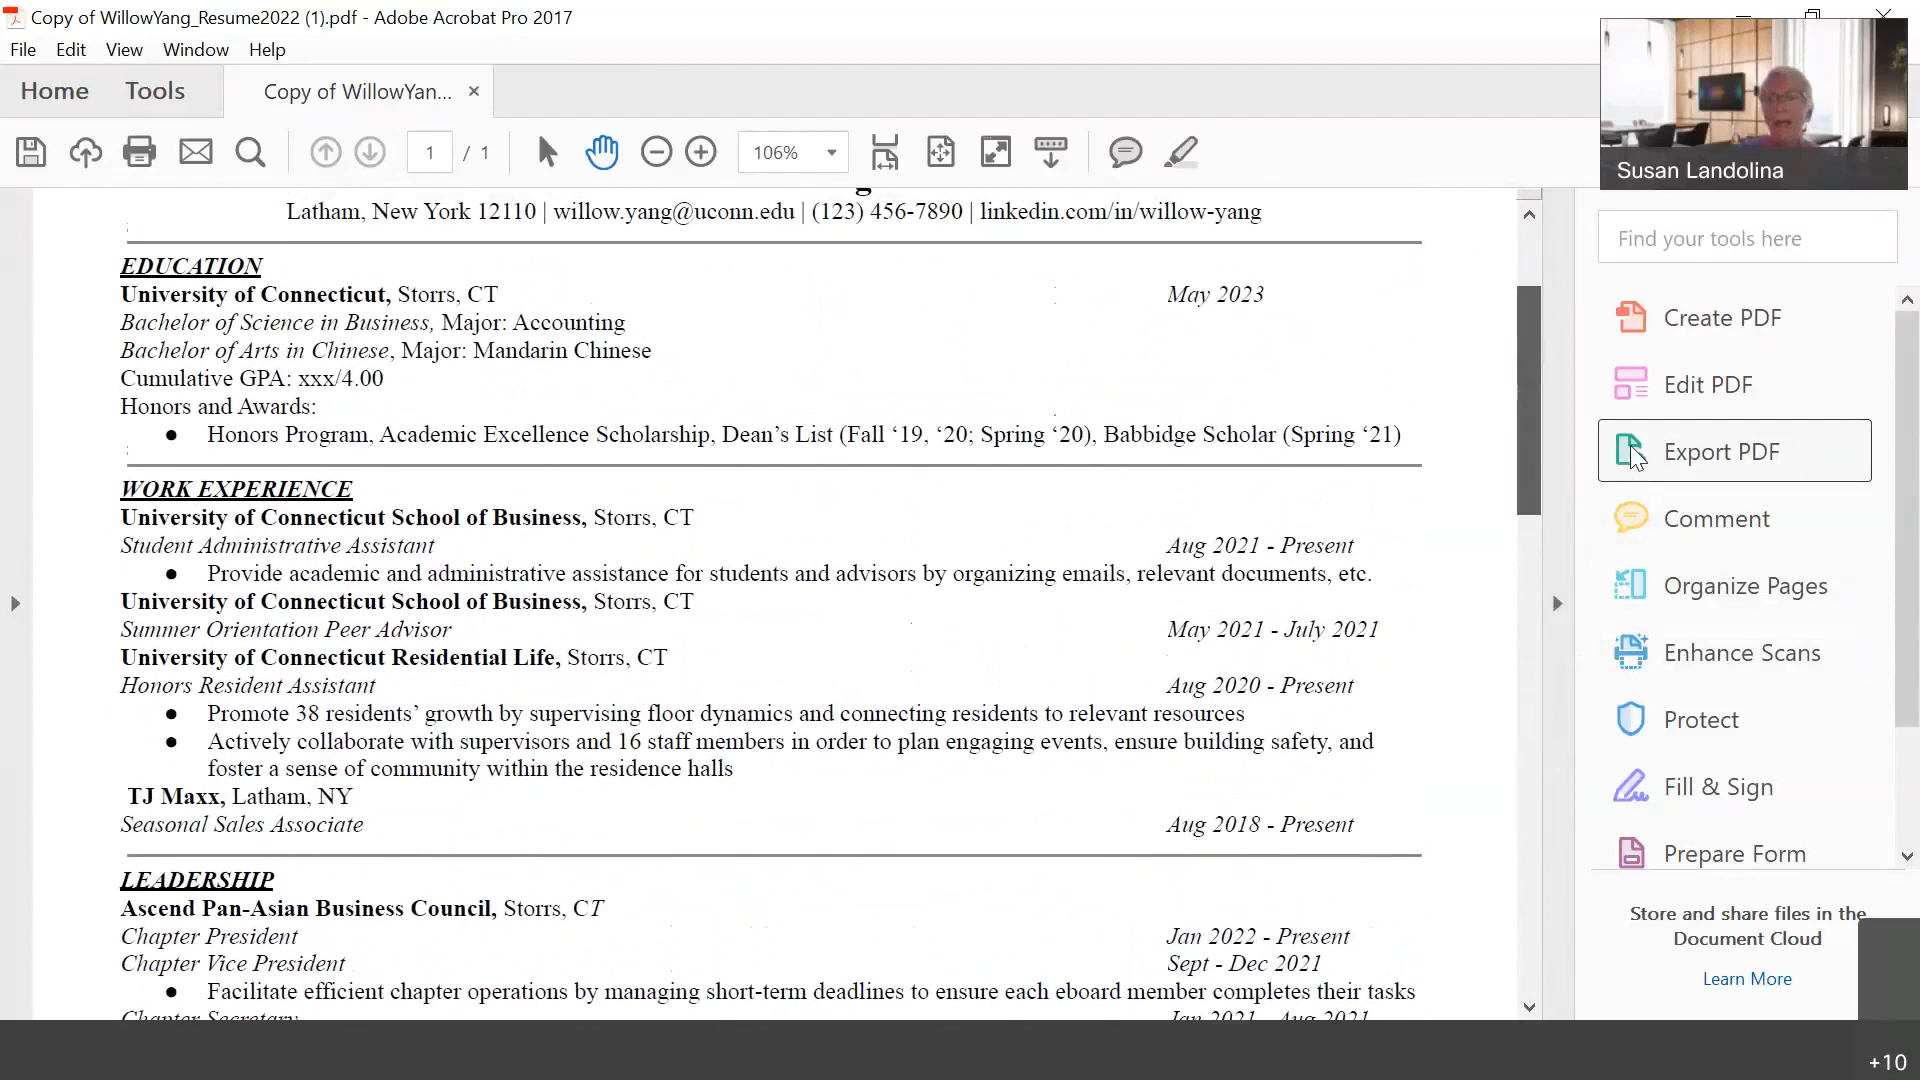 Copy of WillowYang_Resume2022 (1).pdf - Adobe Acrobat Pro 2017
File Edit View Window Help
Home Tools Copy of WillowYan... ×
1 / 1 106%
Susan Landolina
Latham, New York 12110 | willow.yang@uconn.edu | (123) 456-7890 | linkedin.com/in/willow-yang
EDUCATION
University of Connecticut, Storrs, CT May 2023
Bachelor of Science in Business, Major: Accounting
Bachelor of Arts in Chinese, Major: Mandarin Chinese
Cumulative GPA: xxx/4.00
Honors and Awards:
● Honors Program, Academic Excellence Scholarship, Dean’s List (Fall ‘19, ‘20; Spring ‘20), Babbidge Scholar (Spring ‘21)
WORK EXPERIENCE
University of Connecticut School of Business, Storrs, CT
Student Administrative Assistant Aug 2021 - Present
● Provide academic and administrative assistance for students and advisors by organizing emails, relevant documents, etc.
University of Connecticut School of Business, Storrs, CT
Summer Orientation Peer Advisor May 2021 - July 2021
University of Connecticut Residential Life, Storrs, CT
Honors Resident Assistant Aug 2020 - Present
● Promote 38 residents’ growth by supervising floor dynamics and connecting residents to relevant resources
● Actively collaborate with supervisors and 16 staff members in order to plan engaging events, ensure building safety, and
foster a sense of community within the residence halls
TJ Maxx, Latham, NY
Seasonal Sales Associate Aug 2018 - Present
LEADERSHIP
Ascend Pan-Asian Business Council, Storrs, CT
Chapter President Jan 2022 - Present
Chapter Vice President Sept - Dec 2021
● Facilitate efficient chapter operations by managing short-term deadlines to ensure each eboard member completes their tasks
Chapter Secretary Jan 2021 - Aug 2021
Find your tools here
Create PDF
Edit PDF
Export PDF
Comment
Organize Pages
Enhance Scans
Protect
Fill & Sign
Prepare Form
Store and share files in the
Document Cloud
Learn More
+10